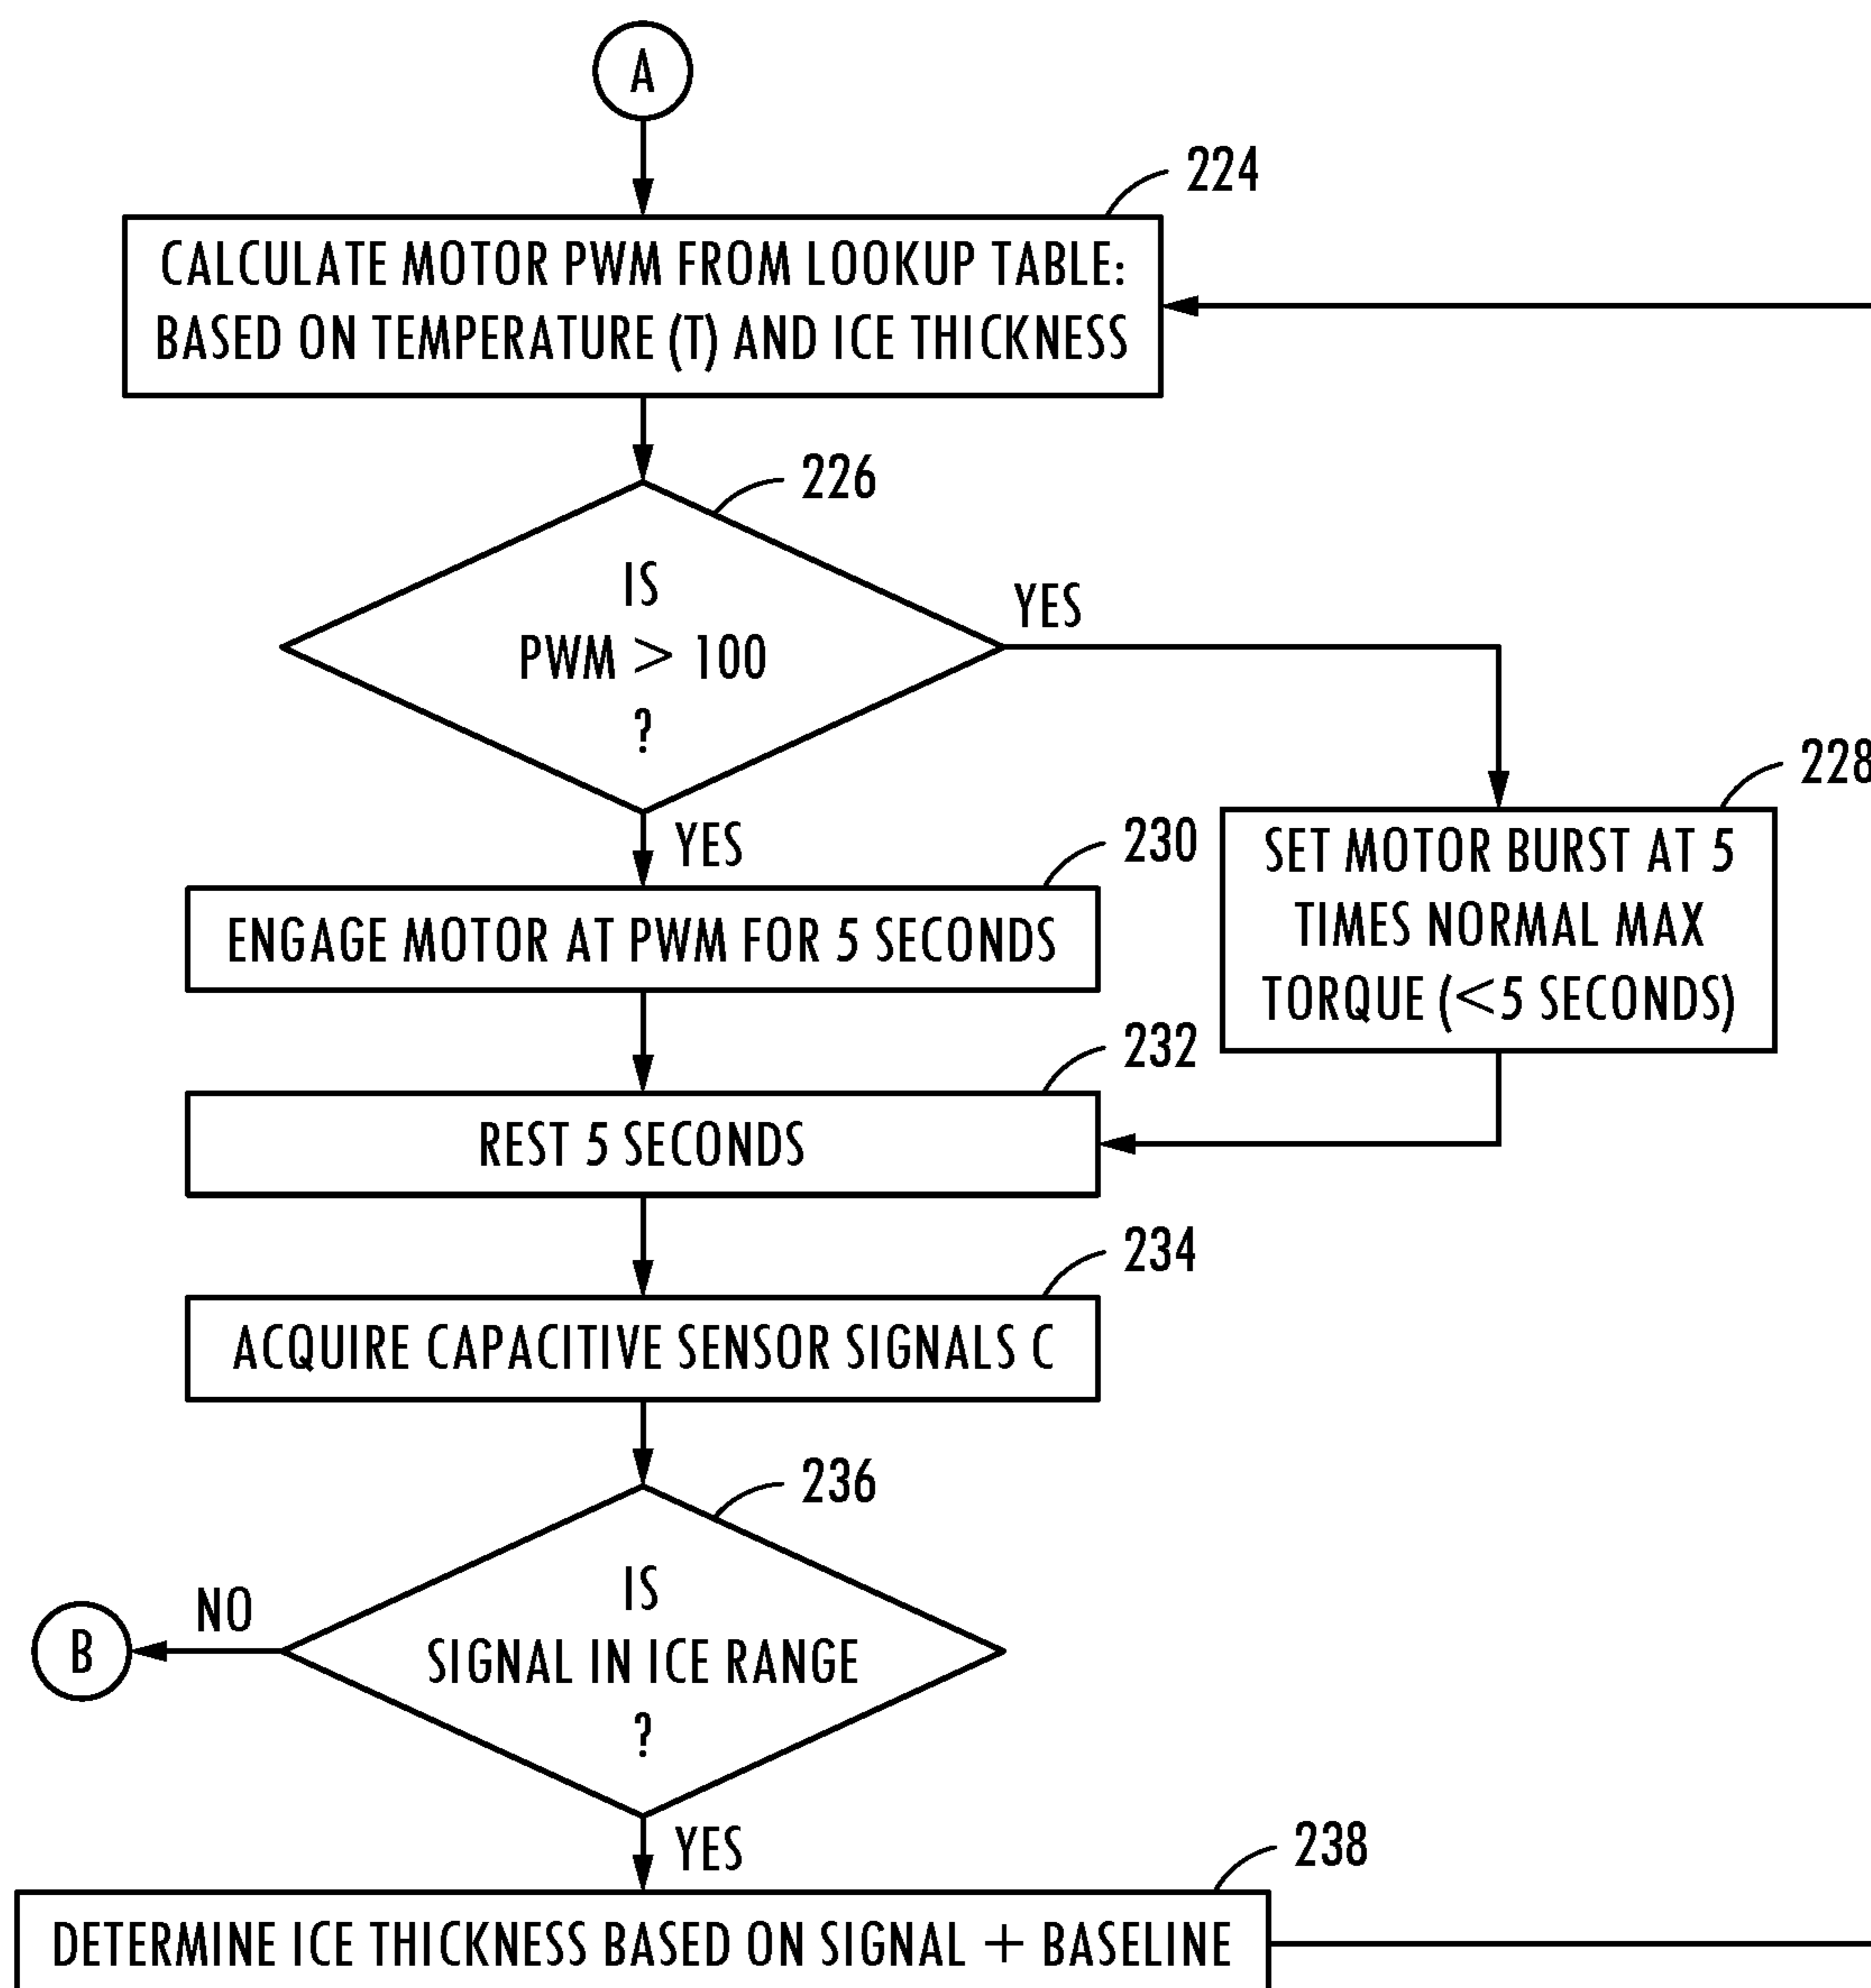 A
224
CALCULATE MOTOR PWM FROM LOOKUP TABLE:
BASED ON TEMPERATURE (T) AND ICE THICKNESS
226
IS
PWM > 100
?
YES
228
SET MOTOR BURST AT 5
TIMES NORMAL MAX
TORQUE (<5 SECONDS)
YES
230
ENGAGE MOTOR AT PWM FOR 5 SECONDS
232
REST 5 SECONDS
234
ACQUIRE CAPACITIVE SENSOR SIGNALS C
236
IS
SIGNAL IN ICE RANGE
?
NO
B
YES
238
DETERMINE ICE THICKNESS BASED ON SIGNAL + BASELINE